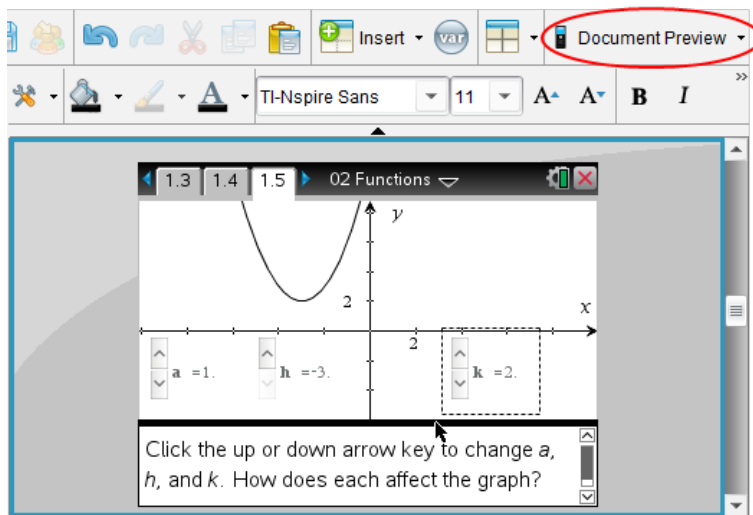 Insert var Document Preview
TI-Nspire Sans 11 A A B I
1.3 1.4 1.5 02 Functions
y
2
x
2
a =1. h =-3. k =2.
Click the up or down arrow key to change a,
h, and k. How does each affect the graph?